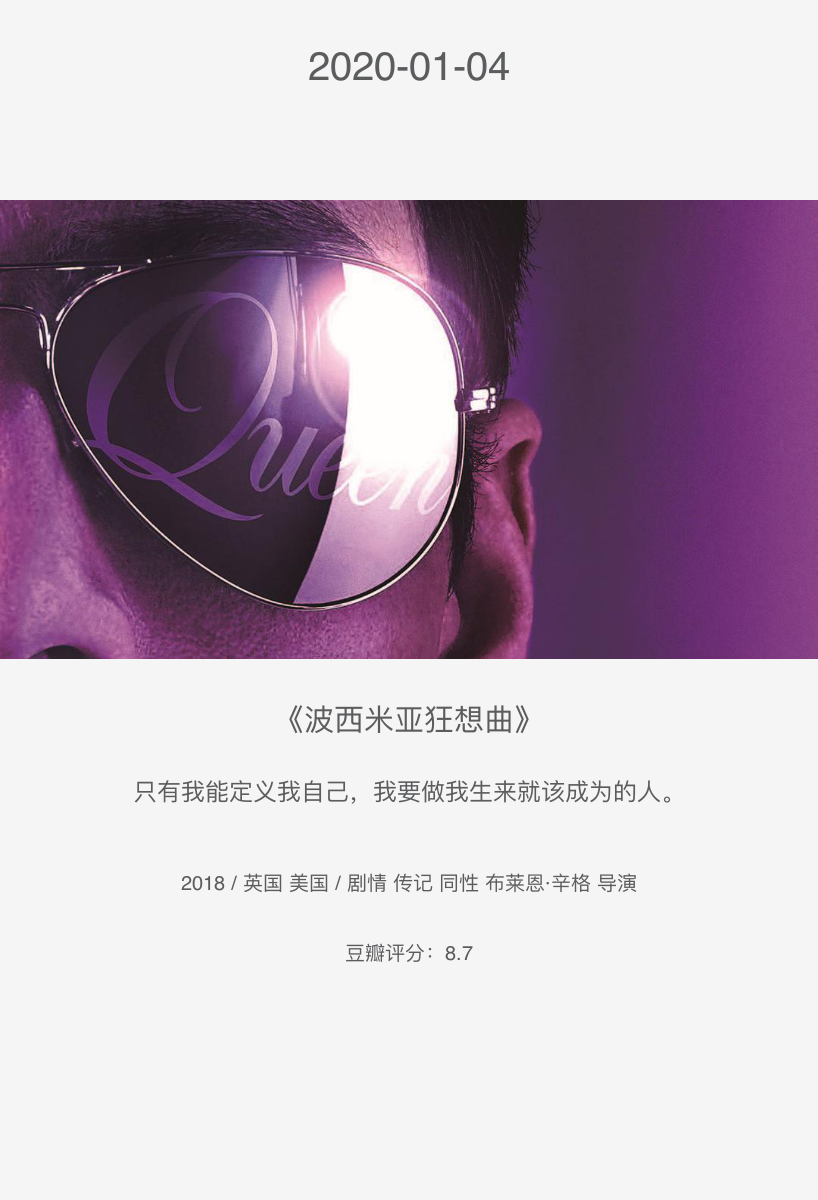 2020-01-04
Queen
《波西米亚狂想曲》
只有我能定义我自己，我要做我生来就该成为的人。
2018 / 英国 美国 / 剧情 传记 同性 布莱恩·辛格 导演
豆瓣评分：8.7